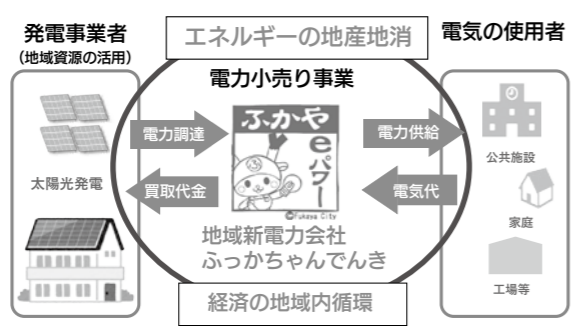 エネルギーの地産地消
発電事業者
（地域資源の活用）
太陽光発電
電力調達
買取代金
電力小売り事業
ふかや
eパワー
©Fukaya City
地域新電力会社
ふっかちゃんでんき
電力供給
電気代
電気の使用者
公共施設
家庭
工場等
経済の地域内循環